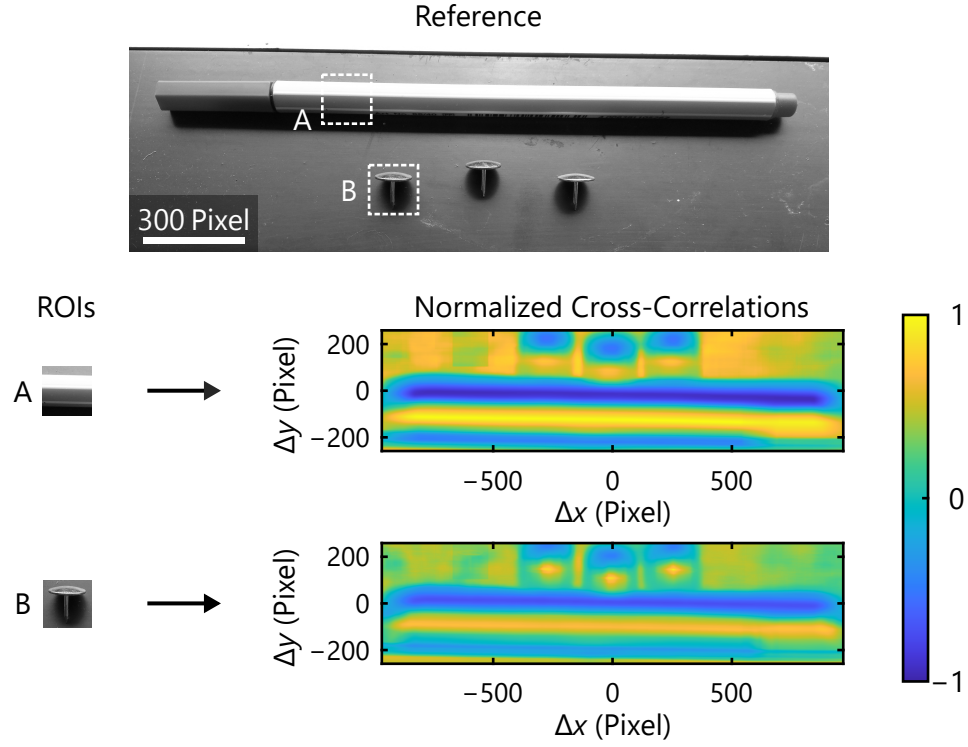 Reference
A
B
300 Pixel
ROIs
Normalized Cross-Correlations
A
200
0
−200
Δy (Pixel)
−500 0 500
Δx (Pixel)
B
200
0
−200
Δy (Pixel)
−500 0 500
Δx (Pixel)
1
0
−1